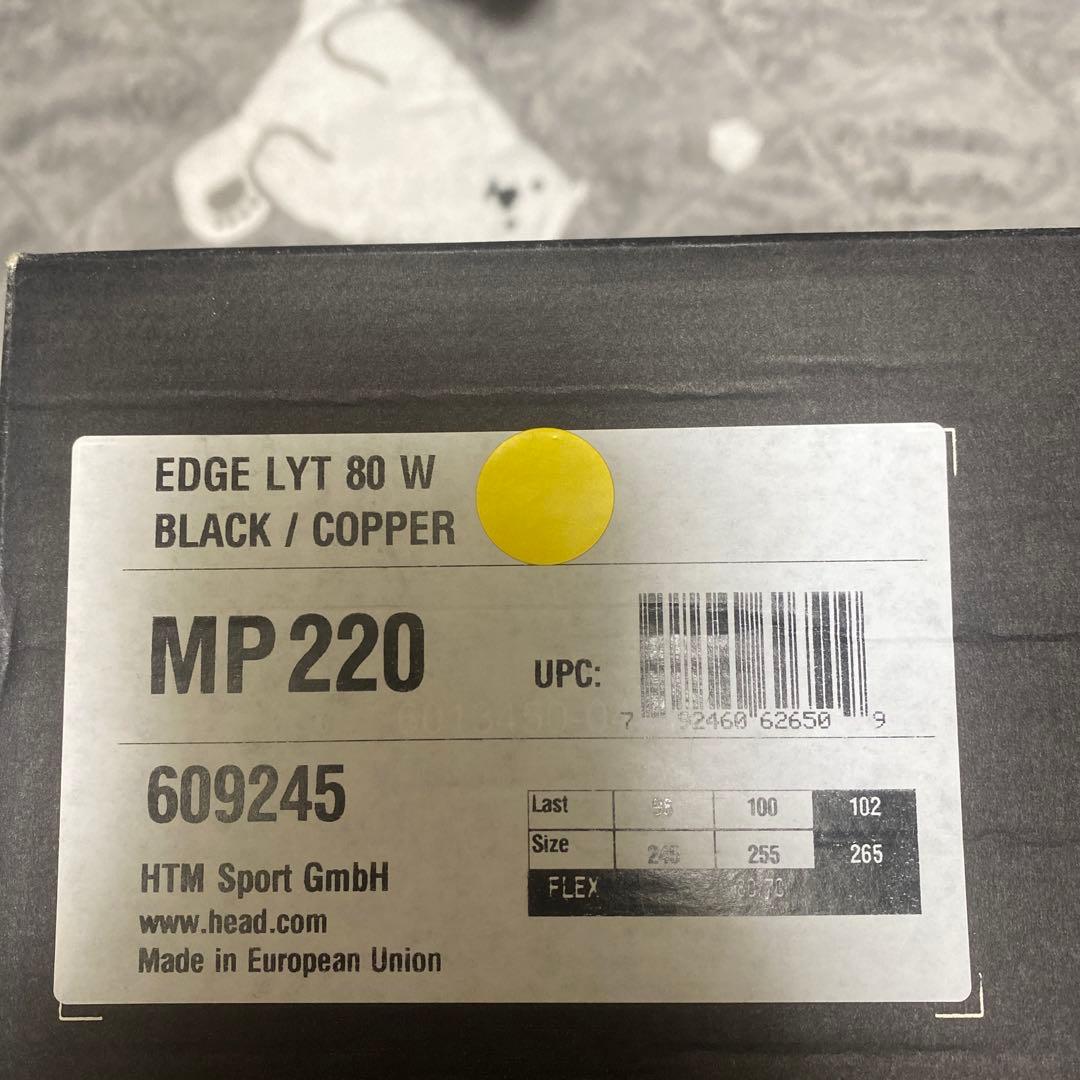 EDGE LYT 80 W
BLACK / COPPER
MP 220
UPC:
7 92460 62650 9
609245
HTM Sport GmbH
www.head.com
Made in European Union
Last 100 102
Size 245 255 265
FLEX